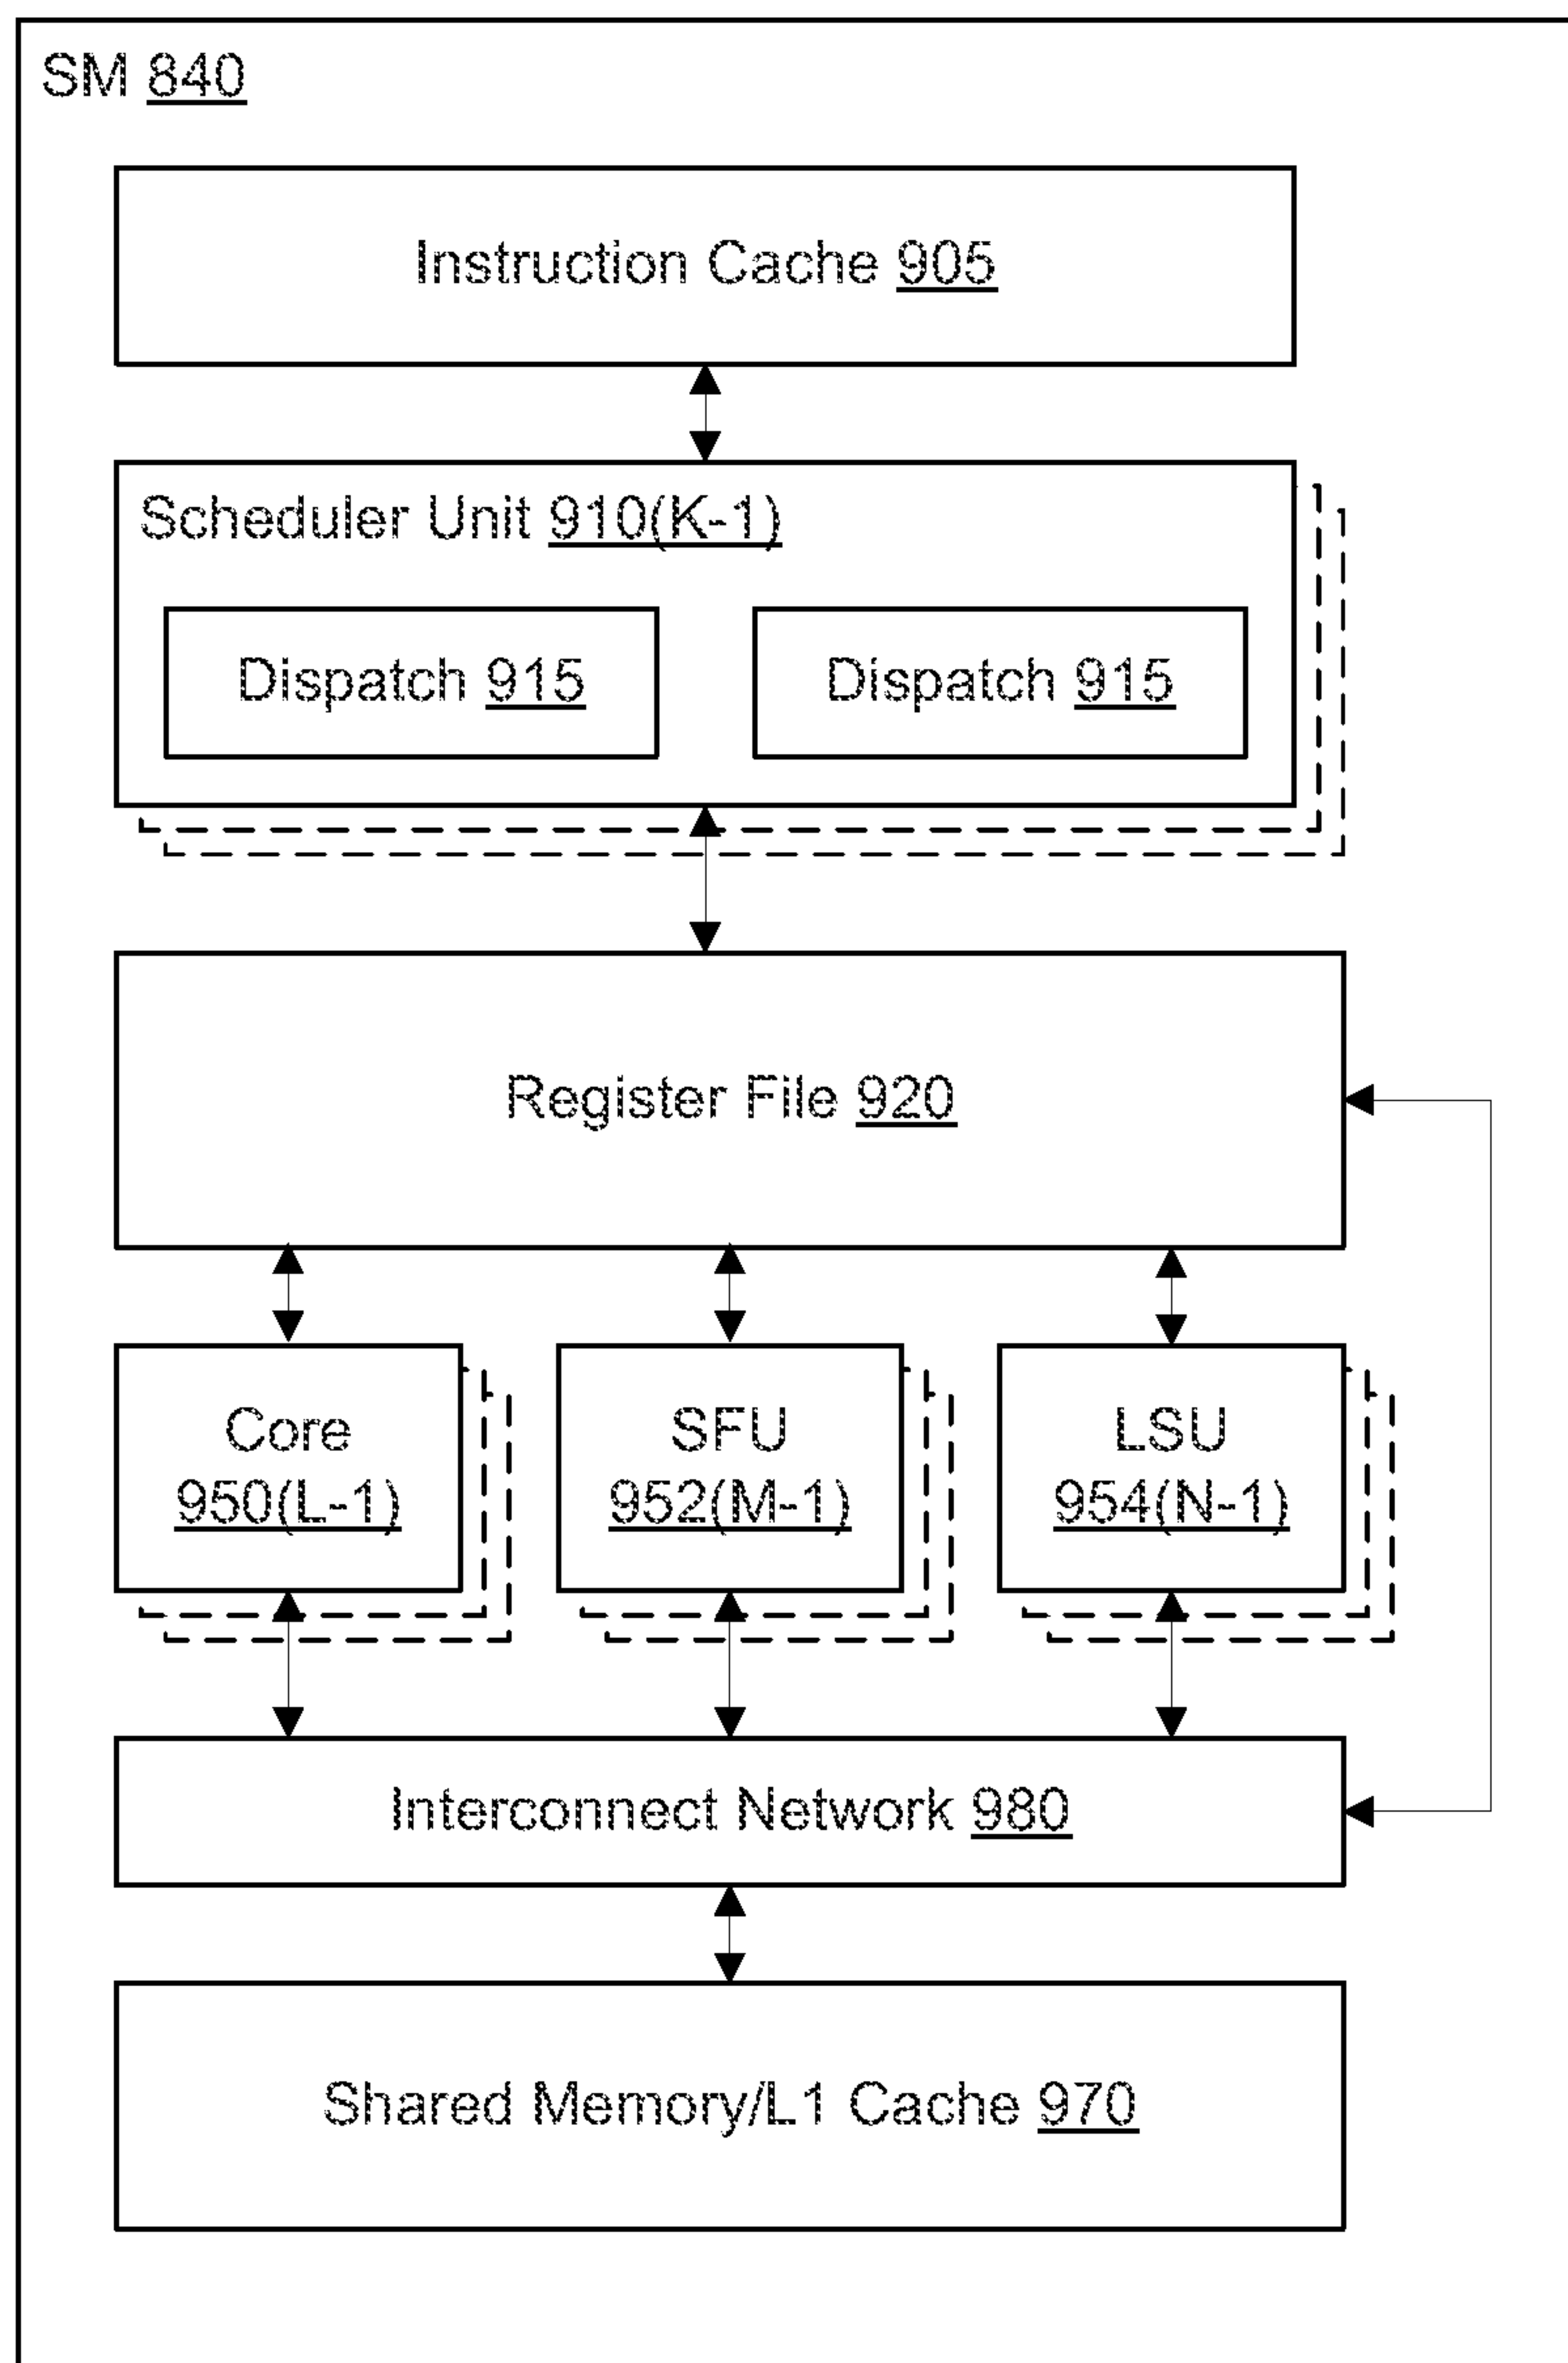 SM 840
Instruction Cache 905
Scheduler Unit 910(K-1)
Dispatch 915
Dispatch 915
Register File 920
Core
950(L-1)
SFU
952(M-1)
LSU
954(N-1)
Interconnect Network 980
Shared Memory/L1 Cache 970